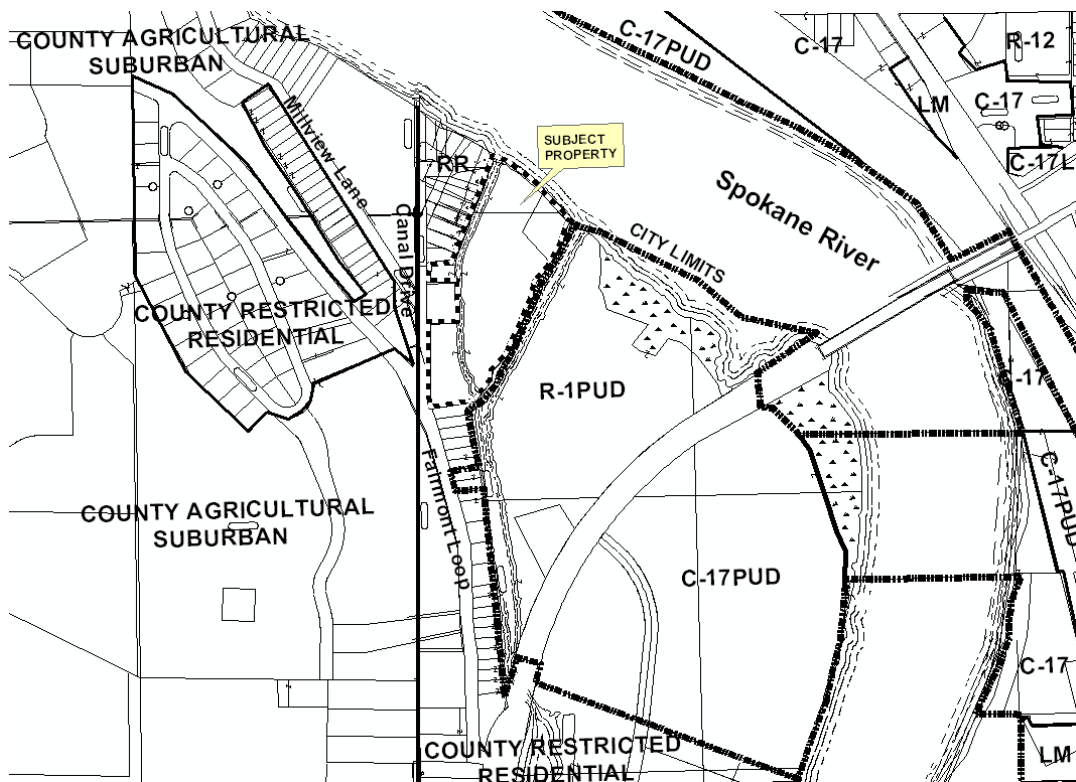 COUNTY AGRICULTURAL
SUBURBAN
C-17PUD
C-17
R-12
LM
C-17
C-17L
Millview Lane
RR
SUBJECT
PROPERTY
Spokane River
Canal Drive
CITY LIMITS
COUNTY RESTRICTED
RESIDENTIAL
R-1PUD
-17
C-17PUD
Fairmont Loop
COUNTY AGRICULTURAL
SUBURBAN
C-17PUD
C-17
LM
COUNTY RESTRICTED
RESIDENTIAL